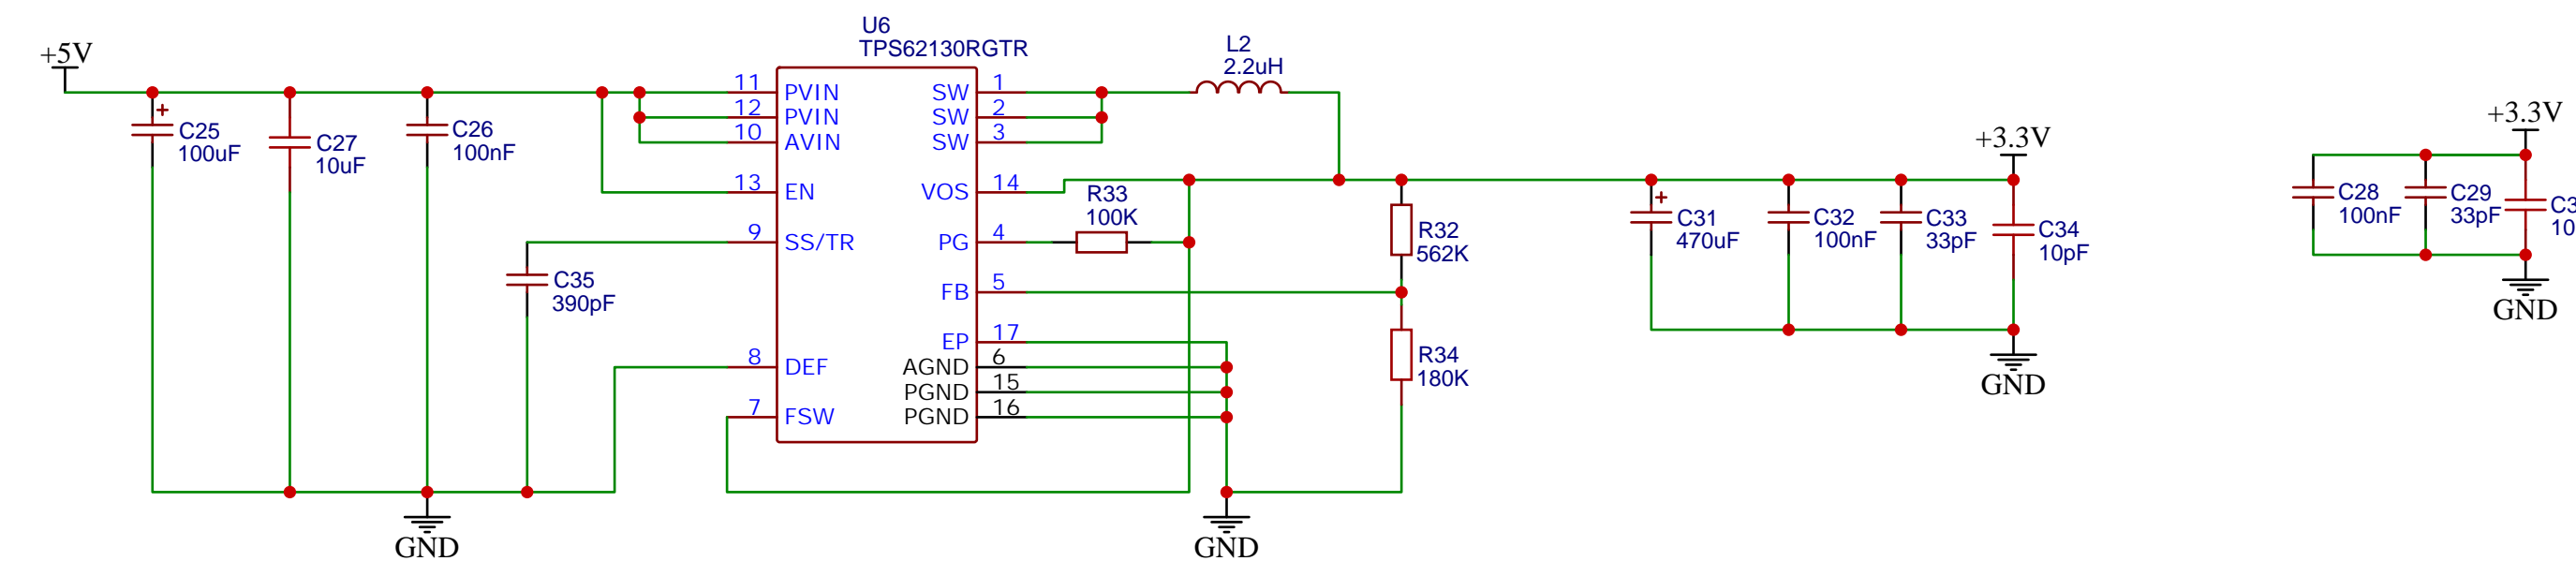 U6
TPS62130RGTR
+5V
L2
2.2uH
+3.3V
+3.3V
11 PVIN SW 1
12 PVIN SW 2
10 AVIN SW 3
13 EN VOS 14
9 SS/TR PG 4
FB 5
EP 17
8 DEF AGND 6
PGND 15
7 FSW PGND 16
C25
100uF
C27
10uF
C26
100nF
C35
390pF
R33
100K
R32
562K
R34
180K
C31
470uF
C32
100nF
C33
33pF
C34
10pF
C28
100nF
C29
33pF
GND
GND
GND
GND